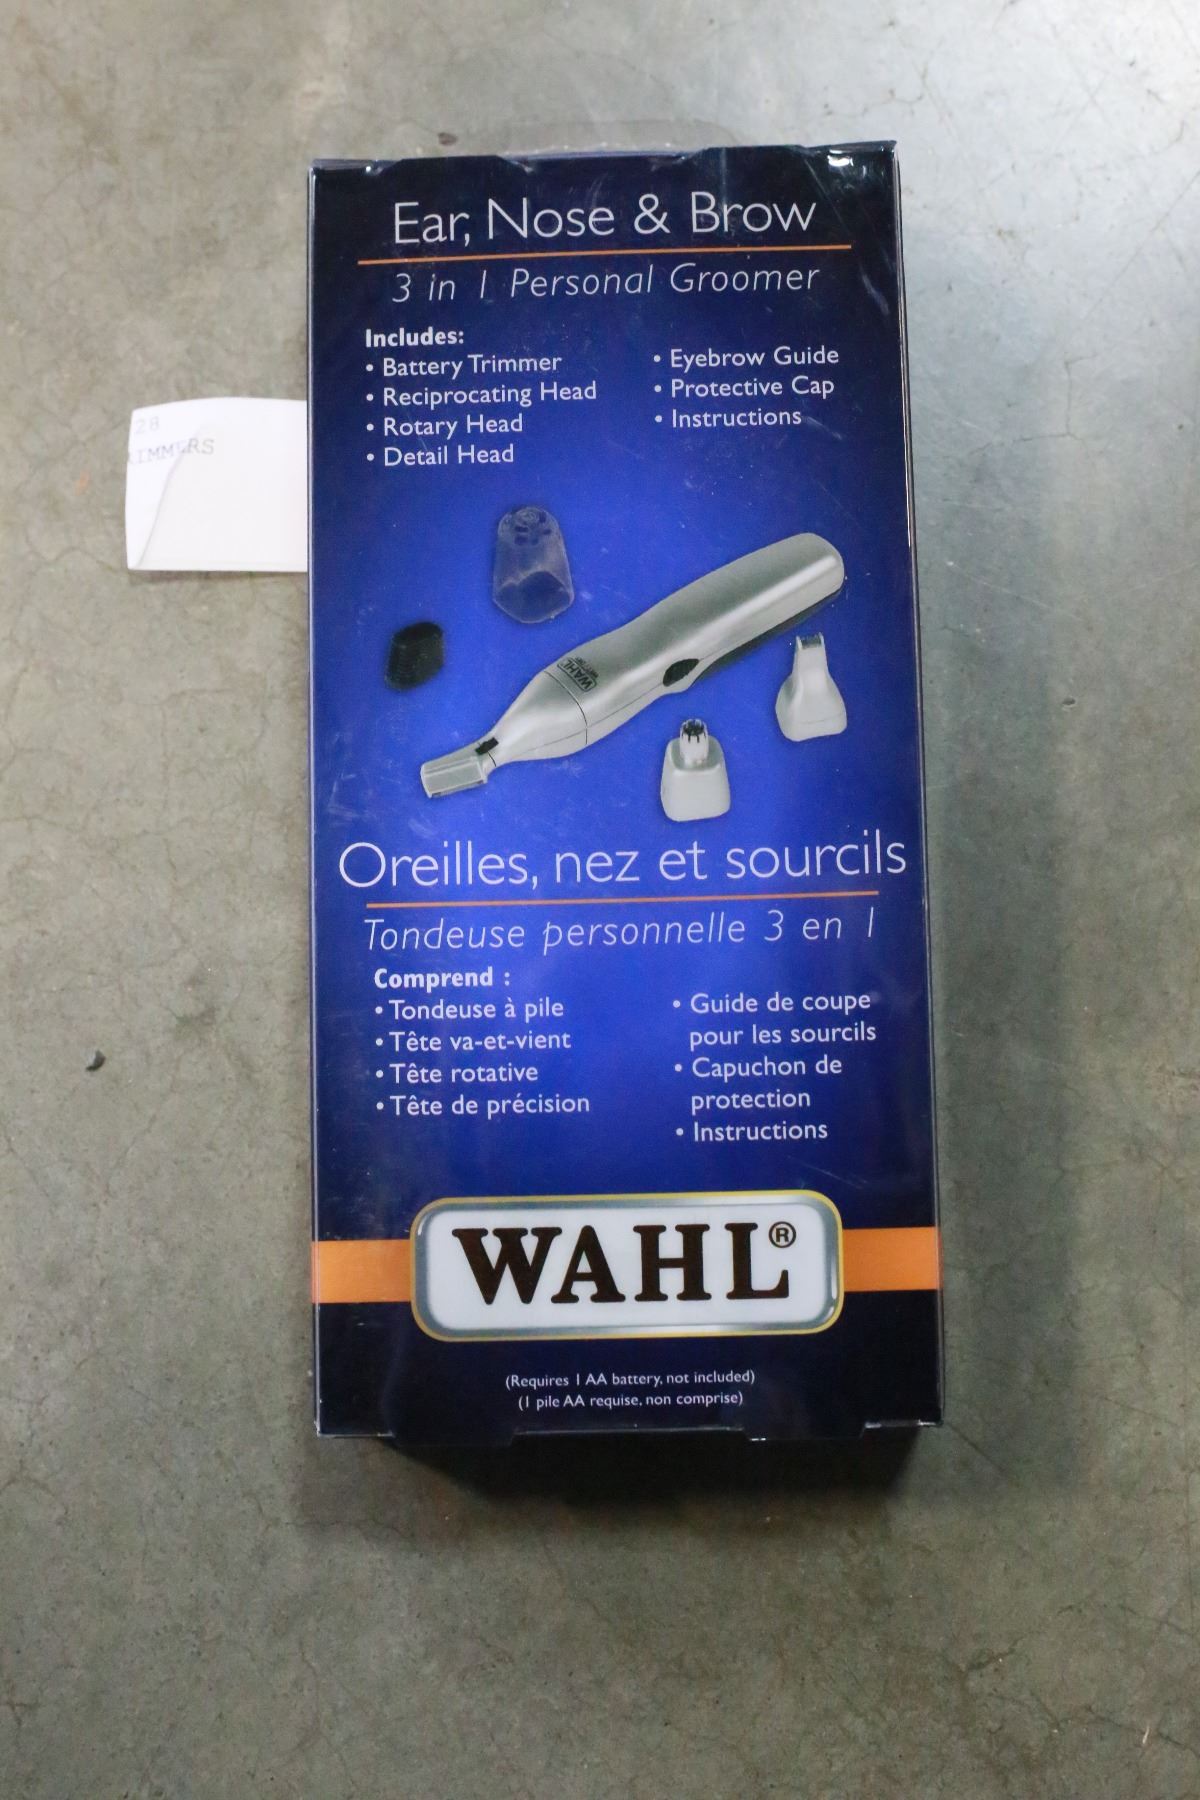 Ear, Nose & Brow
3 in 1 Personal Groomer
Includes:
• Battery Trimmer
• Reciprocating Head
• Rotary Head
• Detail Head
• Eyebrow Guide
• Protective Cap
• Instructions
28
IMMERS
WAHL
Oreilles, nez et sourcils
Tondeuse personnelle 3 en 1
Comprend :
• Tondeuse à pile
• Tête va-et-vient
• Tête rotative
• Tête de précision
• Guide de coupe
pour les sourcils
• Capuchon de
protection
• Instructions
WAHL®
(Requires 1 AA battery, not included)
(1 pile AA requise, non comprise)